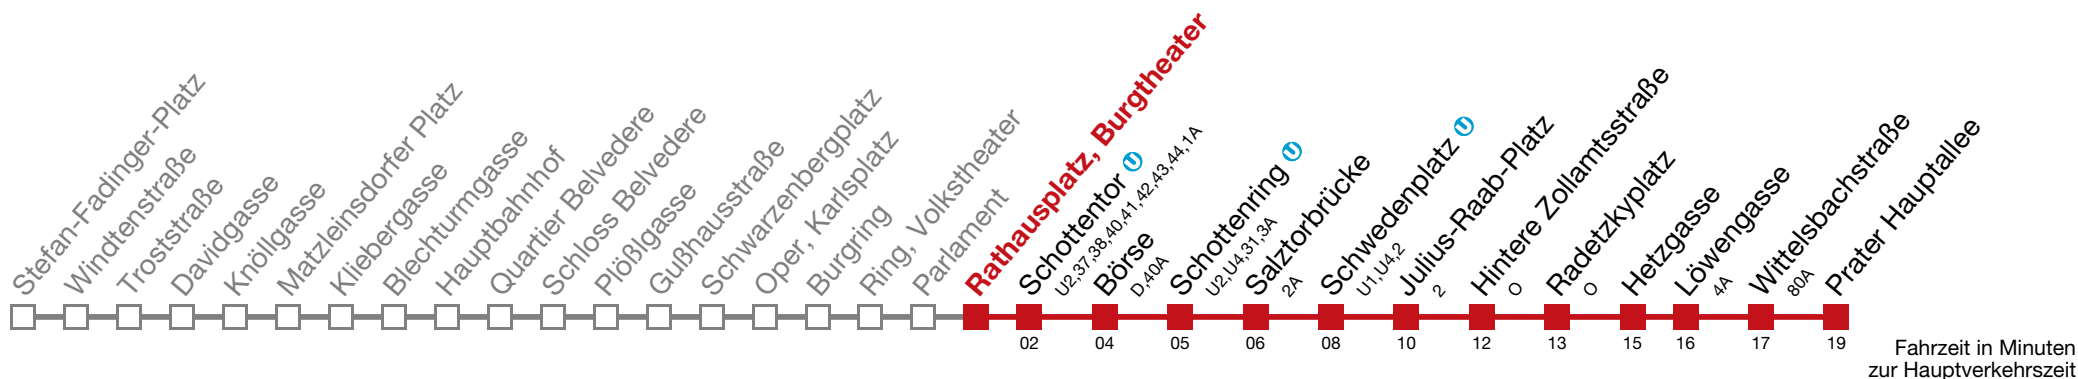 Stefan-Fadinger-Platz
Windtenstraße
Troststraße
Davidgasse
Knöllgasse
Matzleinsdorfer Platz
Kliebergasse
Blechturmgasse
Hauptbahnhof
Quartier Belvedere
Schloss Belvedere
Plößlgasse
Gußhausstraße
Schwarzenbergplatz
Oper, Karlsplatz
Burgring
Ring, Volkstheater
Parlament
Rathausplatz, Burgtheater
Schottentor U
U2,37,38,40,41,42,43,44,1A
02
Börse
D,40A
04
Schottenring U
U2,U4,31,3A
05
Salztorbrücke
2A
06
Schwedenplatz U
U1,U4,2
08
Julius-Raab-Platz
2
10
Hintere Zollamtsstraße
O
12
Radetzkyplatz
O
13
Hetzgasse
15
Löwengasse
4A
16
Wittelsbachstraße
80A
17
Prater Hauptallee
19
Fahrzeit in Minuten
zur Hauptverkehrszeit